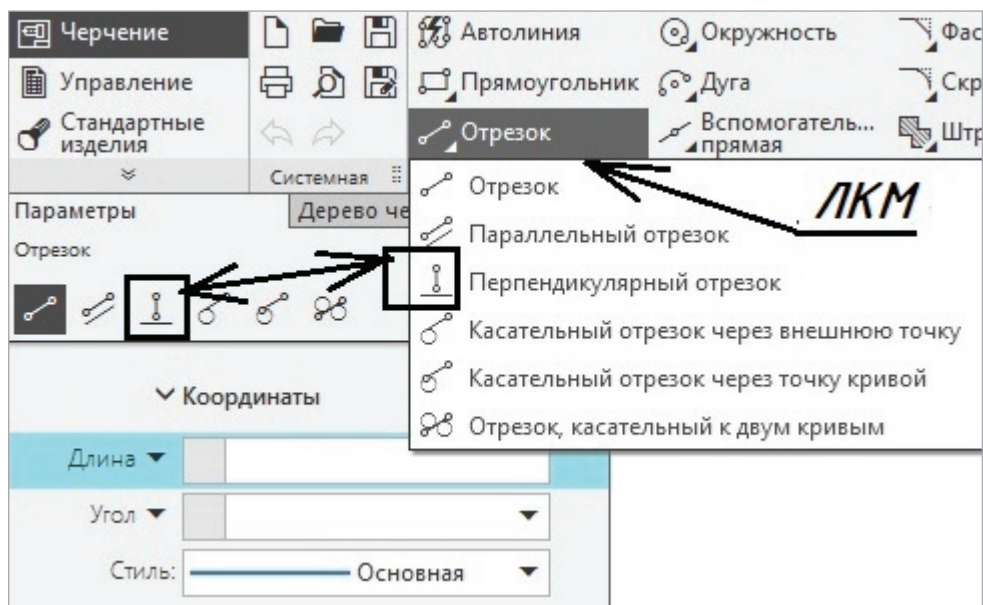 Черчение
Управление
Стандартные
изделия
Системная
Автолиния
Окружность
Фас
Прямоугольник
Дуга
Скр
Отрезок
Вспомогатель...
прямая
Штр
Отрезок
Параллельный отрезок
Перпендикулярный отрезок
Касательный отрезок через внешнюю точку
Касательный отрезок через точку кривой
Отрезок, касательный к двум кривым
ЛКМ
Параметры
Дерево че
Отрезок
Координаты
Длина
Угол
Стиль:
Основная